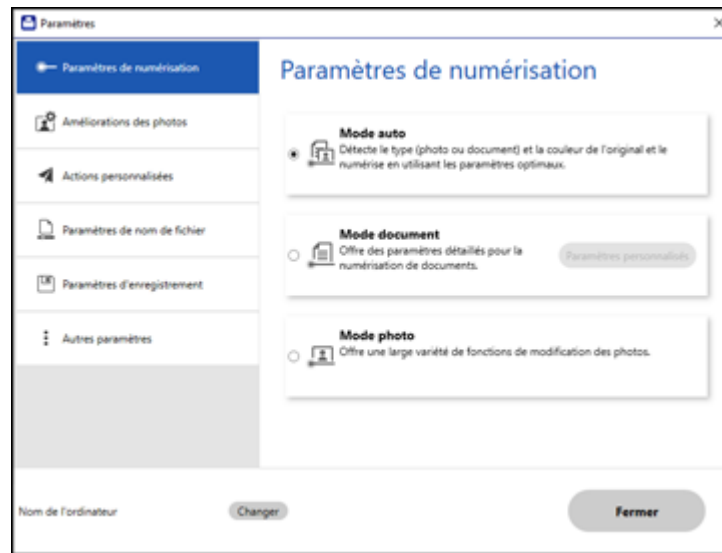 Paramètres
Paramètres de numérisation
Améliorations des photos
Actions personnalisées
Paramètres de nom de fichier
Paramètres d'enregistrement
Autres paramètres
Paramètres de numérisation
Mode auto
Détecte le type (photo ou document) et la couleur de l'original et le
numérise en utilisant les paramètres optimaux.
Mode document
Offre des paramètres détaillés pour la
numérisation de documents.
Paramètres personnalisés
Mode photo
Offre une large variété de fonctions de modification des photos.
Nom de l'ordinateur
Changer
Fermer